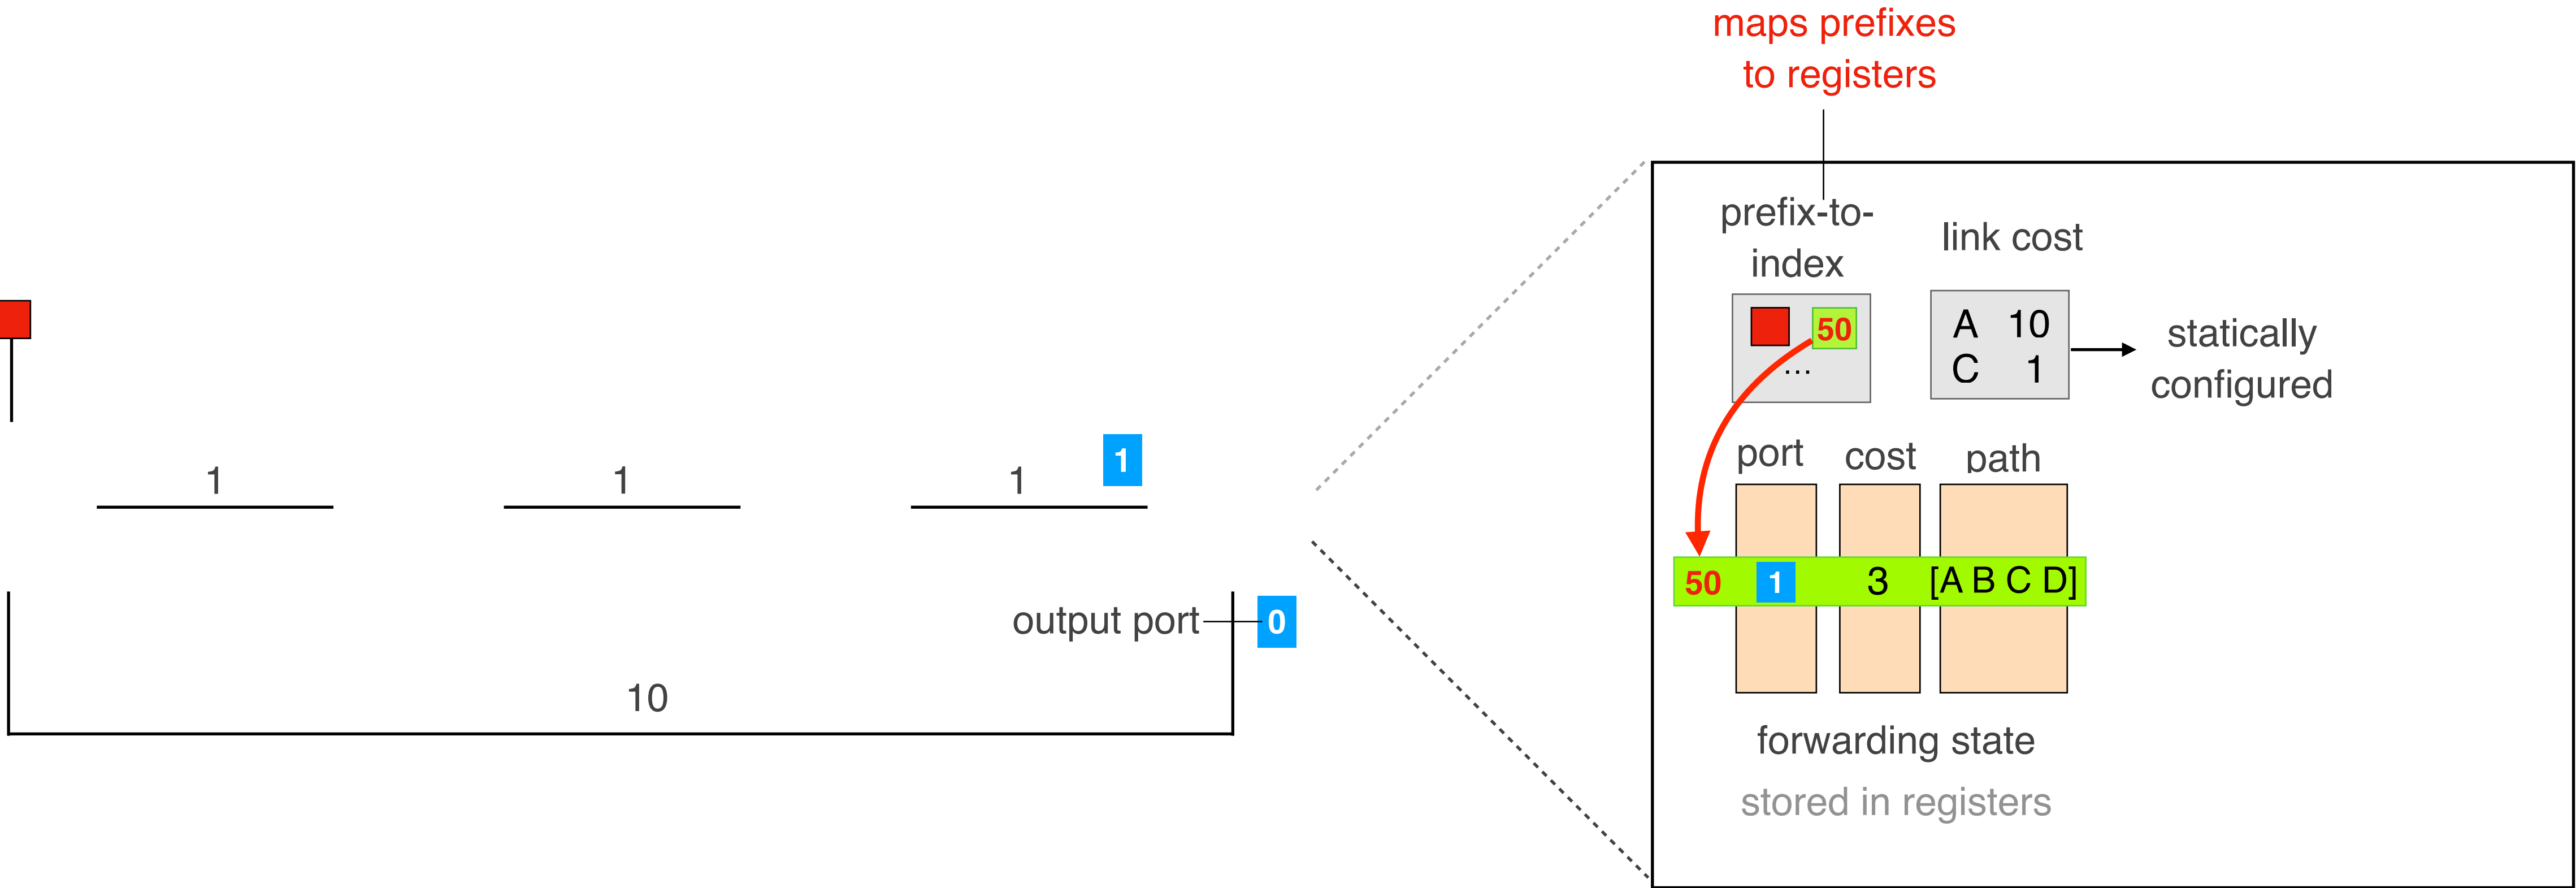 maps prefixes
to registers
prefix-to-
index
link cost
50
...
A 10
C 1
statically
configured
1
1
1
1
port
cost
path
50 1 3 [A B C D]
output port
0
10
forwarding state
stored in registers